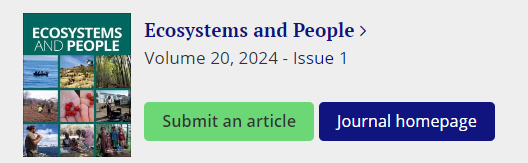 ECOSYSTEMS
AND PEOPLE
Ecosystems and People >
Volume 20, 2024 - Issue 1
Submit an article
Journal homepage